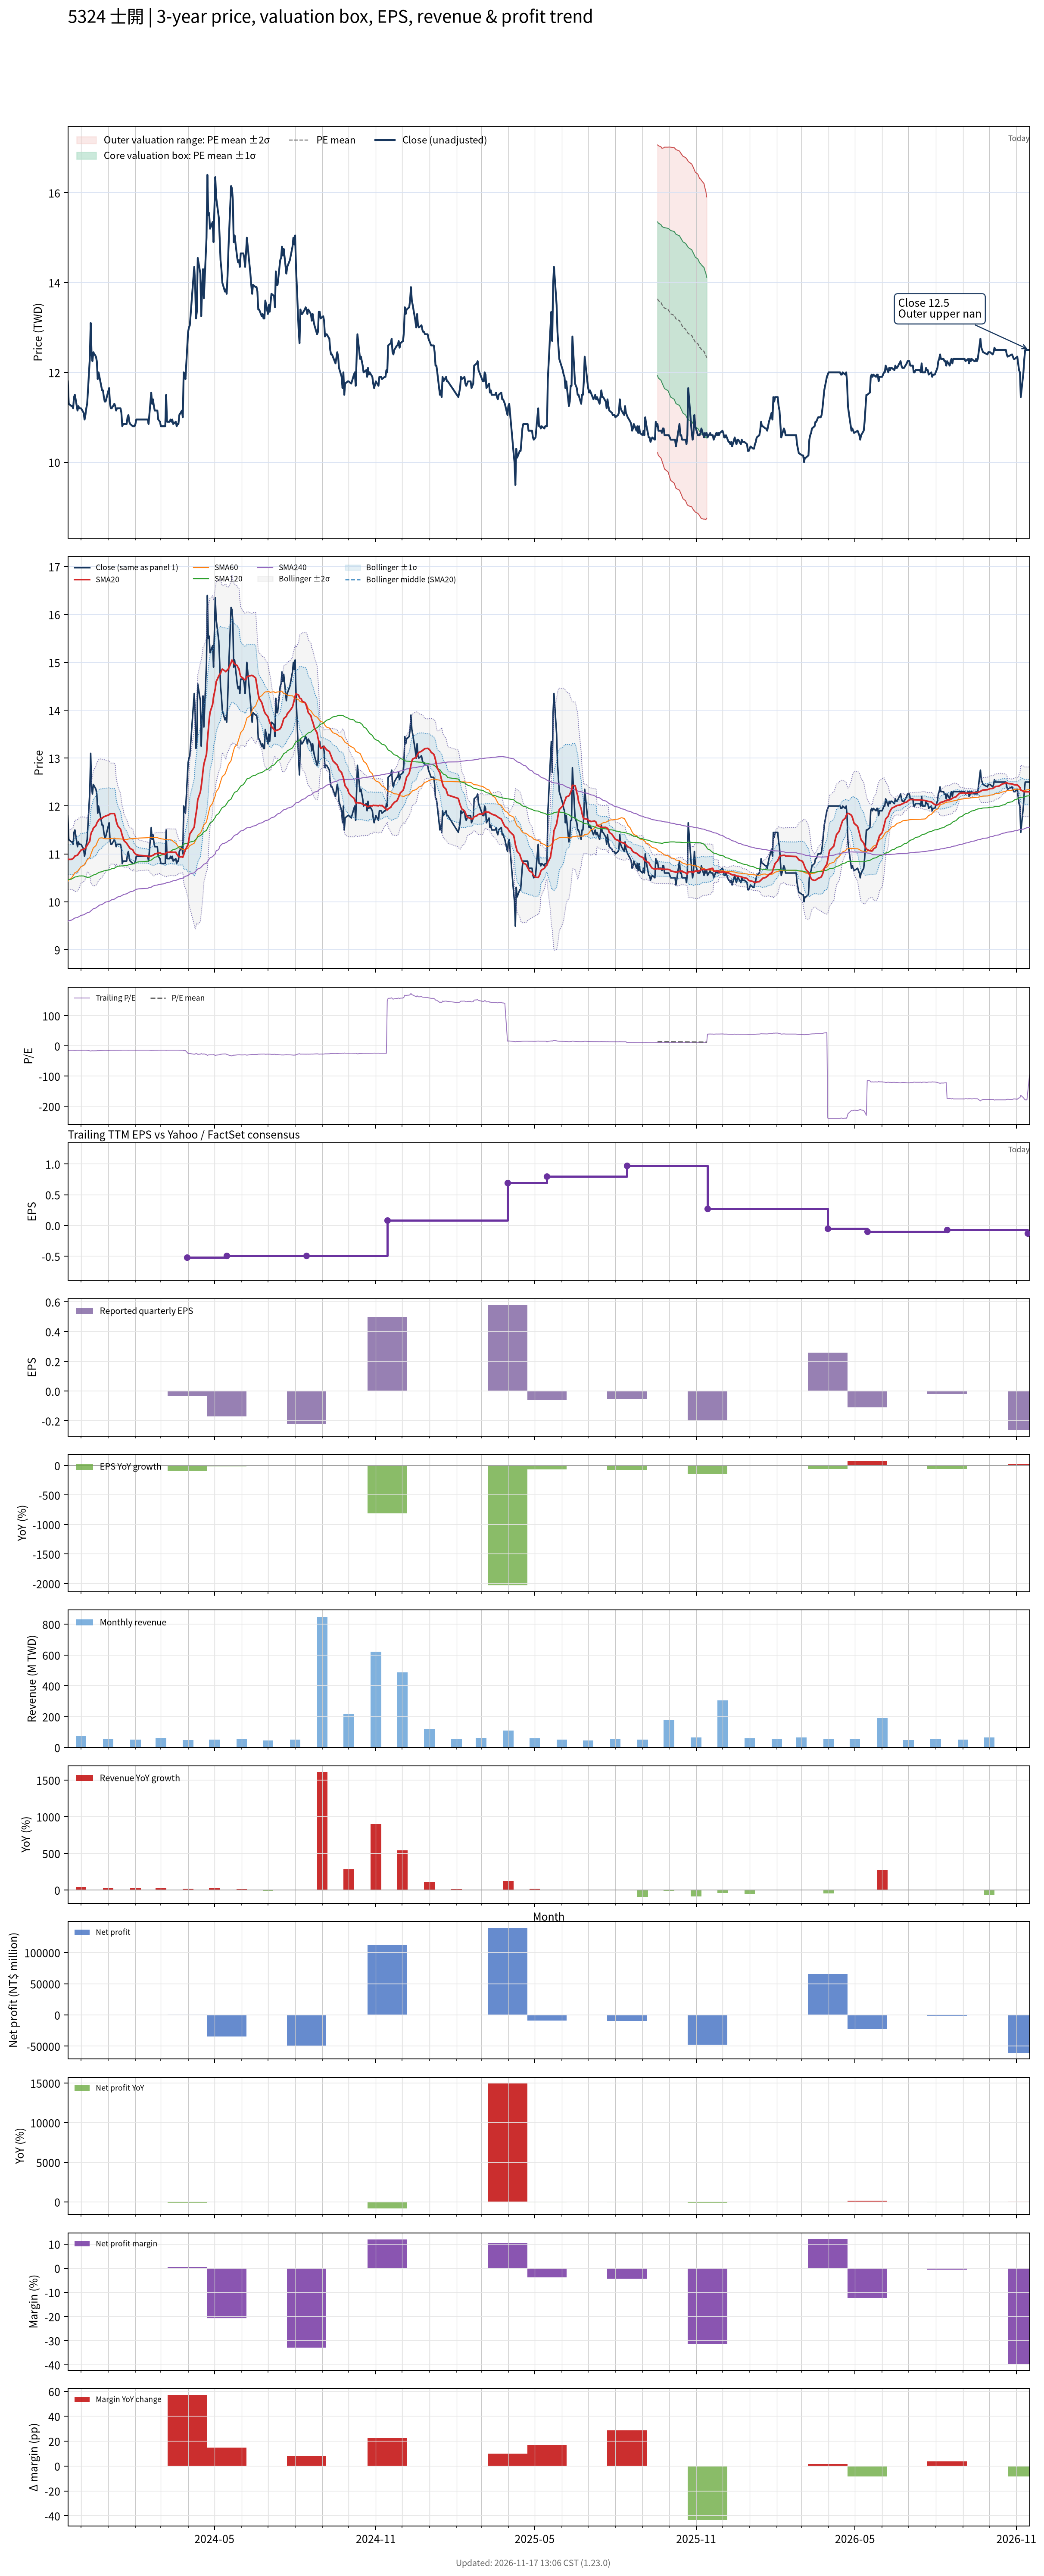 5324 士開 | 3-year price, valuation box, EPS, revenue & profit trend
Outer valuation range: PE mean ±2σ
PE mean
Close (unadjusted)
Core valuation box: PE mean ±1σ
Today
Price (TWD)
16
14
12
10
Close 12.5
Outer upper nan
Close (same as panel 1)
SMA60
SMA240
Bollinger ±1σ
SMA20
SMA120
Bollinger ±2σ
Bollinger middle (SMA20)
Price
17
16
15
14
13
12
11
10
9
Trailing P/E
P/E mean
P/E
100
0
-100
-200
Trailing TTM EPS vs Yahoo / FactSet consensus
Today
EPS
1.0
0.5
0.0
-0.5
Reported quarterly EPS
EPS
0.6
0.4
0.2
0.0
-0.2
EPS YoY growth
YoY (%)
0
-500
-1000
-1500
-2000
Monthly revenue
Revenue (M TWD)
800
600
400
200
0
Revenue YoY growth
YoY (%)
1500
1000
500
0
Month
Net profit
Net profit (NT$ million)
100000
50000
0
-50000
Net profit YoY
YoY (%)
15000
10000
5000
0
Net profit margin
Margin (%)
10
0
-10
-20
-30
-40
Margin YoY change
Δ margin (pp)
60
40
20
0
-20
-40
2024-05
2024-11
2025-05
2025-11
2026-05
2026-11
Updated: 2026-11-17 13:06 CST (1.23.0)